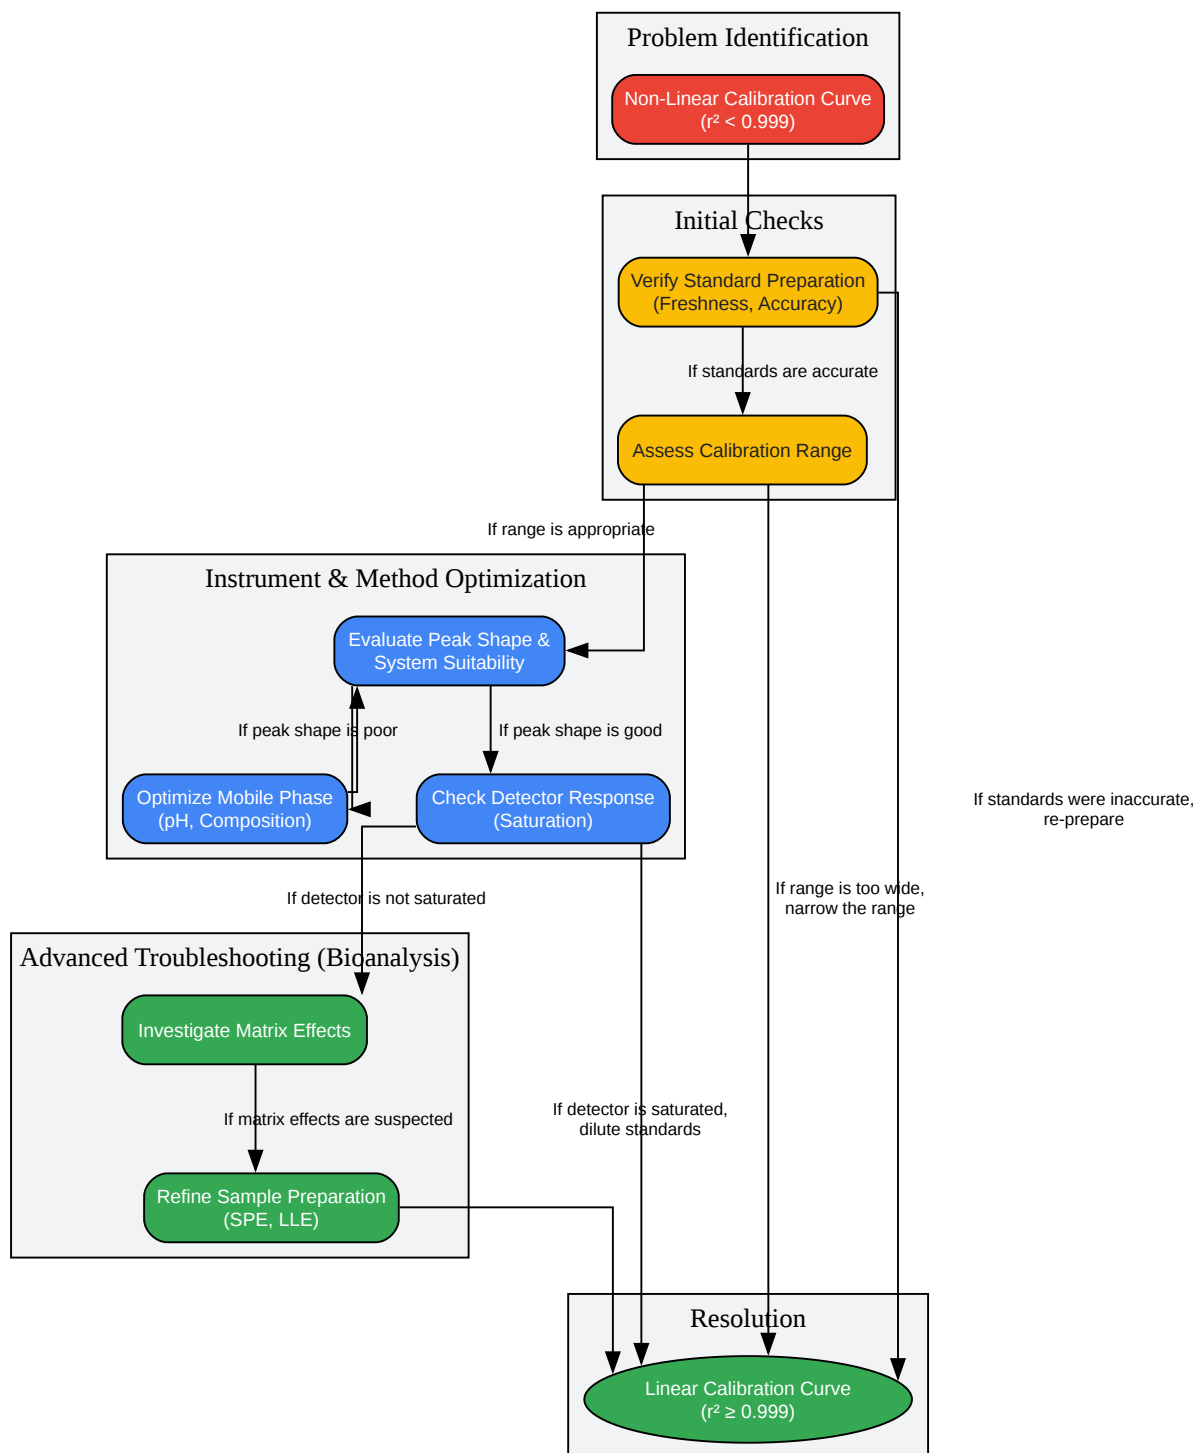 Problem Identification
Non-Linear Calibration Curve
(r² < 0.999)
Initial Checks
Verify Standard Preparation
(Freshness, Accuracy)
If standards are accurate
Assess Calibration Range
If range is appropriate
Instrument & Method Optimization
Evaluate Peak Shape &
System Suitability
If peak shape is poor
If peak shape is good
Optimize Mobile Phase
(pH, Composition)
Check Detector Response
(Saturation)
If standards were inaccurate,
re-prepare
If detector is not saturated
If range is too wide,
narrow the range
Advanced Troubleshooting (Bioanalysis)
Investigate Matrix Effects
If matrix effects are suspected
If detector is saturated,
dilute standards
Refine Sample Preparation
(SPE, LLE)
Resolution
Linear Calibration Curve
(r² ≥ 0.999)